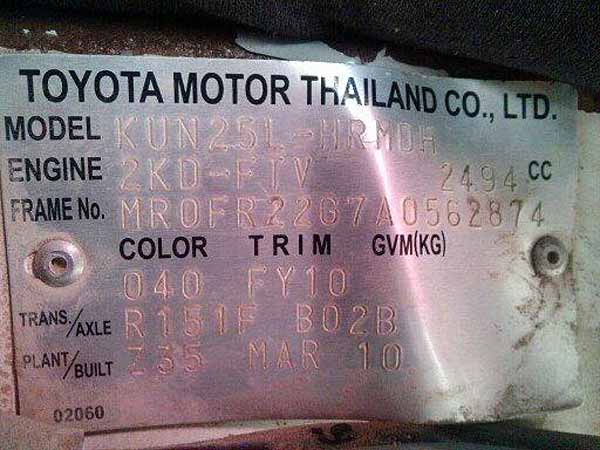 TOYOTA MOTOR THAILAND CO., LTD.
MODEL KUN25L-HRMDH
ENGINE 2KD-FTV 2494 CC
FRAME No. MR0FR22G7A0562874
COLOR TRIM GVM(KG)
040 FY10
TRANS./AXLE R151F B02B
PLANT/BUILT Z35 MAR 10
02060